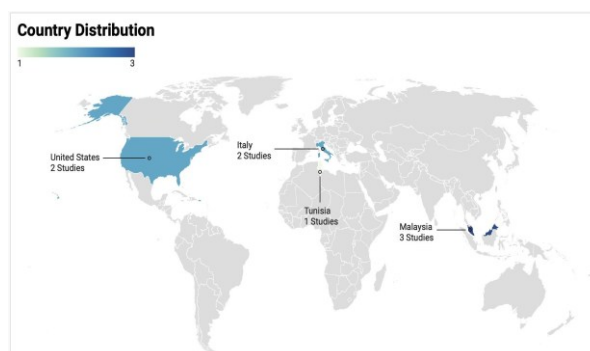 Country Distribution
1 3
United States
2 Studies
Italy
2 Studies
Tunisia
1 Studies
Malaysia
3 Studies